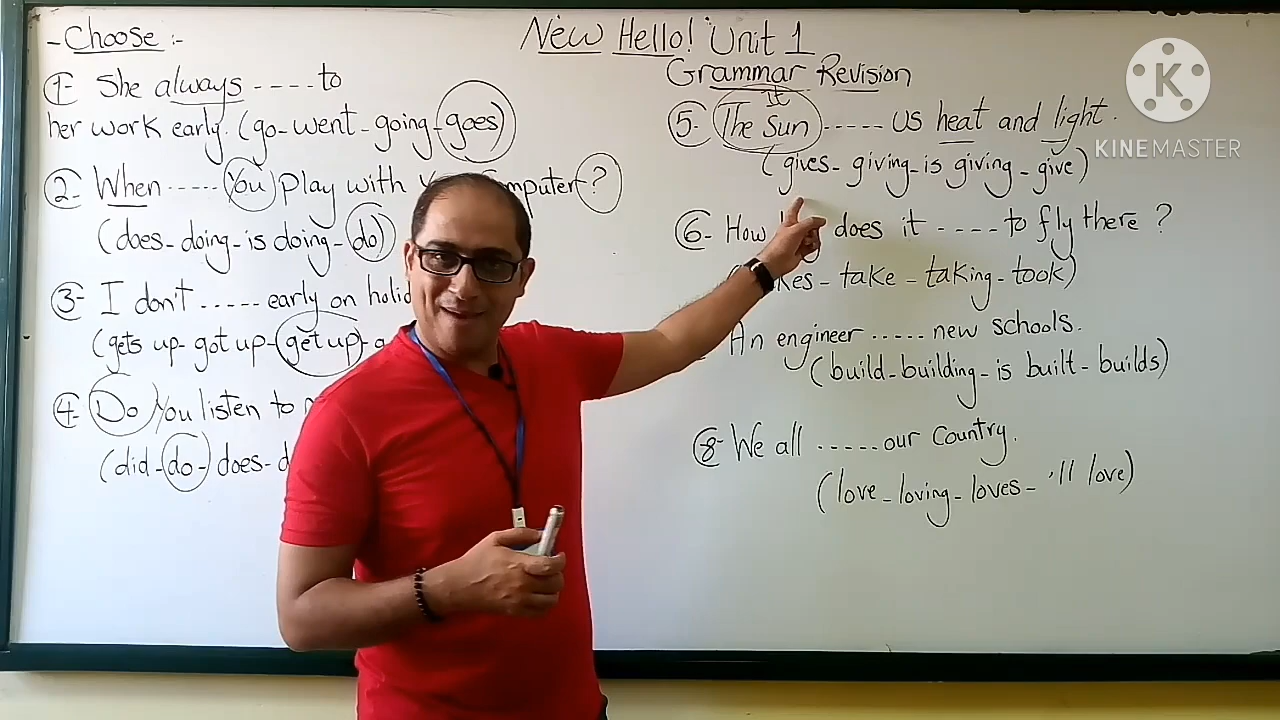 - Choose :-
New Hello! Unit 1
Grammar Revision
1- She always ---- to
her work early. (go - went - going - goes)
2- When ----- You play with Computer ?
(does - doing - is doing - do)
3- I don't ----- early on
(gets up - got up - get up -
4- Do You listen to
(did - do - does -
It
5- The Sun ----- us heat and light.
(gives - giving - is giving - give)
6- How does it ---- to fly there ?
- take - taking - took)
An engineer ----- new schools.
(build - building - is built - builds)
8- We all ----- our Country.
(love - loving - loves - 'll love)
K
KINEMASTER